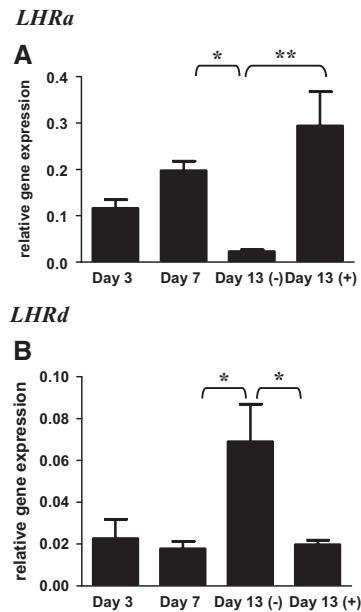 LHRa
A
* **
relative gene expression
0.4
0.3
0.2
0.1
0.0
Day 3 Day 7 Day 13 (-) Day 13 (+)
LHRd
B
* *
relative gene expression
0.10
0.08
0.06
0.04
0.02
0.00
Day 3 Day 7 Day 13 (-) Day 13 (+)